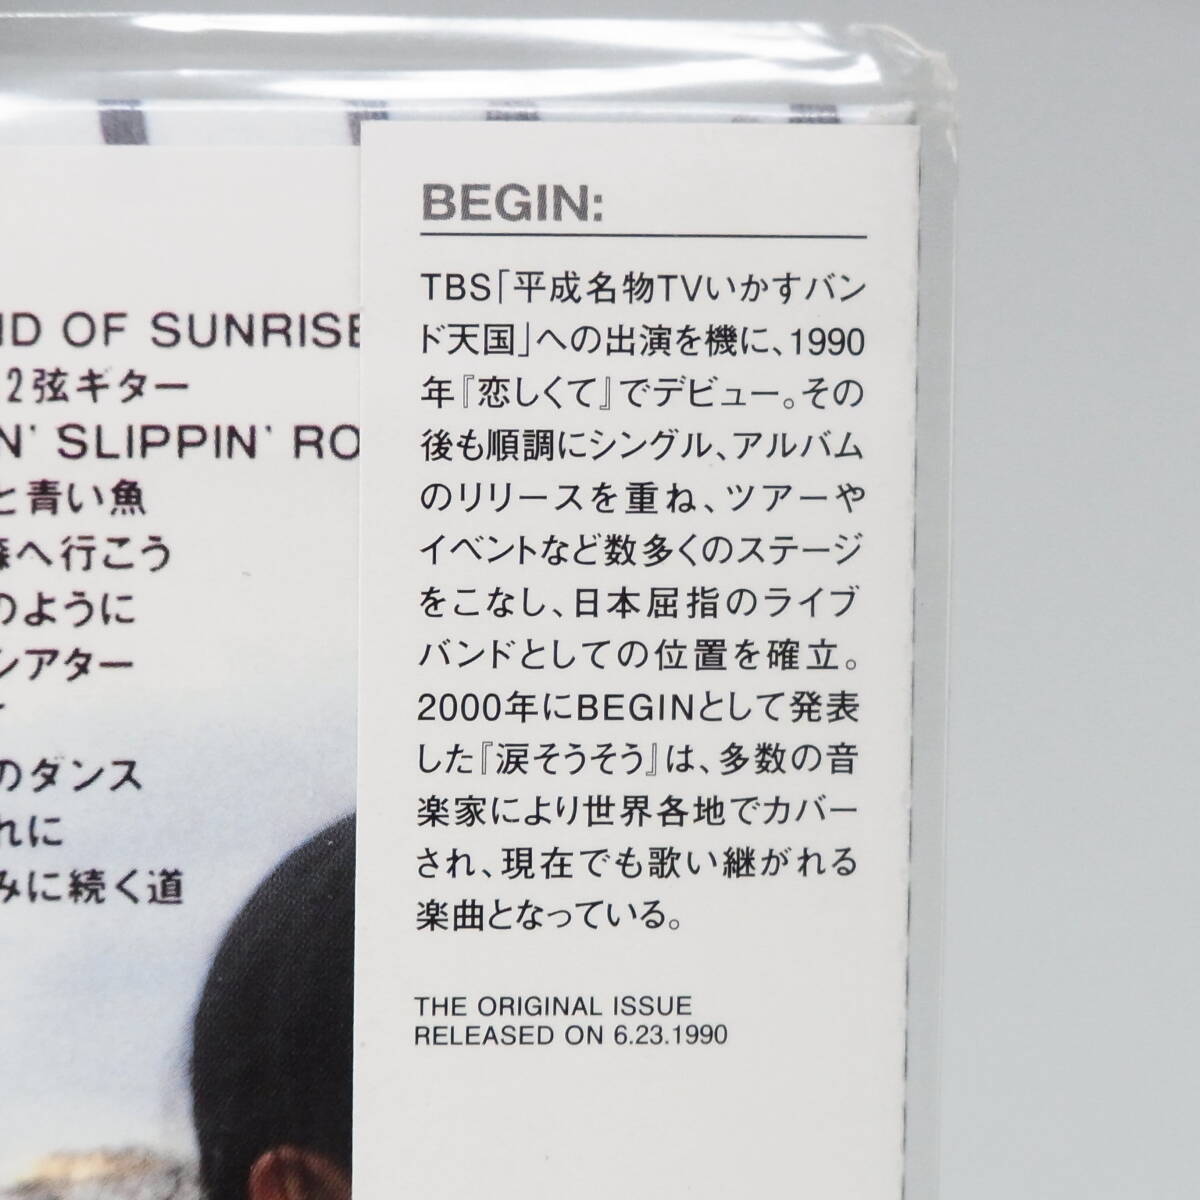 BEGIN:
TBS「平成名物TVいかすバン
ド天国」への出演を機に、1990
年『恋しくて』でデビュー。その
後も順調にシングル、アルバム
のリリースを重ね、ツアーや
イベントなど数多くのステージ
をこなし、日本屈指のライブ
バンドとしての位置を確立。
2000年にBEGINとして発表
した『涙そうそう』は、多数の音
楽家により世界各地でカバー
され、現在でも歌い継がれる
楽曲となっている。
THE ORIGINAL ISSUE
RELEASED ON 6.23.1990
ND OF SUNRISE
2弦ギター
N' SLIPPIN' RO
と青い魚
森へ行こう
のように
シアター
のダンス
れに
みに続く道